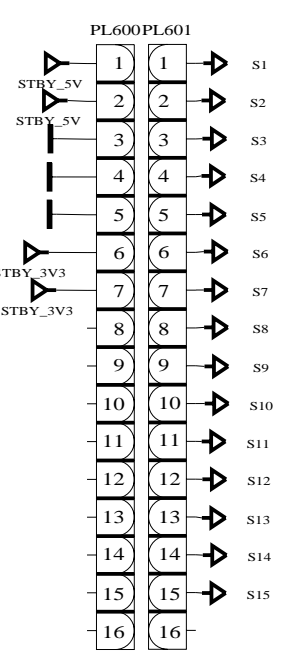 PL600 PL601
1 1 S1
STBY_5V
2 2 S2
STBY_5V
3 3 S3
4 4 S4
5 5 S5
6 6 S6
STBY_3V3
7 7 S7
STBY_3V3
8 8 S8
9 9 S9
10 10 S10
11 11 S11
12 12 S12
13 13 S13
14 14 S14
15 15 S15
16 16